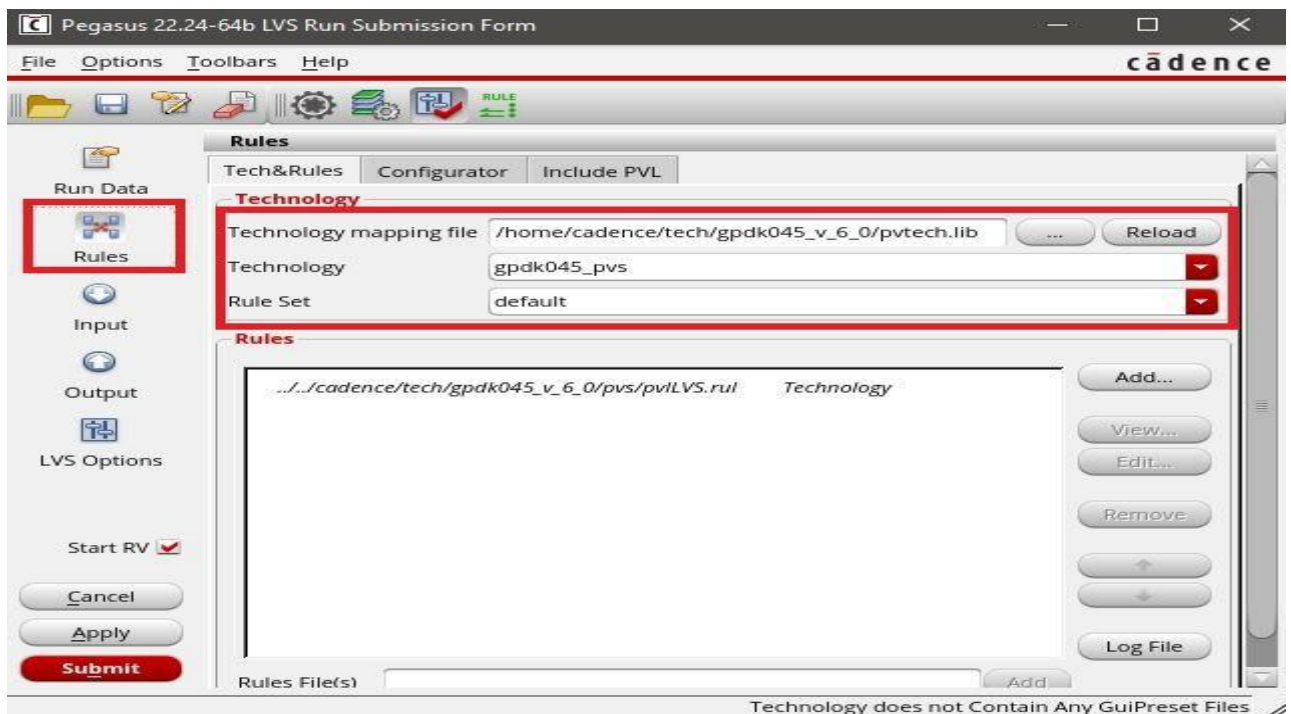 Pegasus 22.24-64b LVS Run Submission Form
File Options Toolbars Help
cādence
RULE
Run Data
Rules
Input
Output
LVS Options
Start RV
Cancel
Apply
Submit
Rules
Tech&Rules Configurator Include PVL
Technology
Technology mapping file /home/cadence/tech/gpdk045_v_6_0/pvtech.lib ... Reload
Technology gpdk045_pvs
Rule Set default
Rules
../../cadence/tech/gpdk045_v_6_0/pvs/pvlLVS.rul Technology
Add...
View...
Edit...
Remove
Log File
Rules File(s) Add
Technology does not Contain Any GuiPreset Files